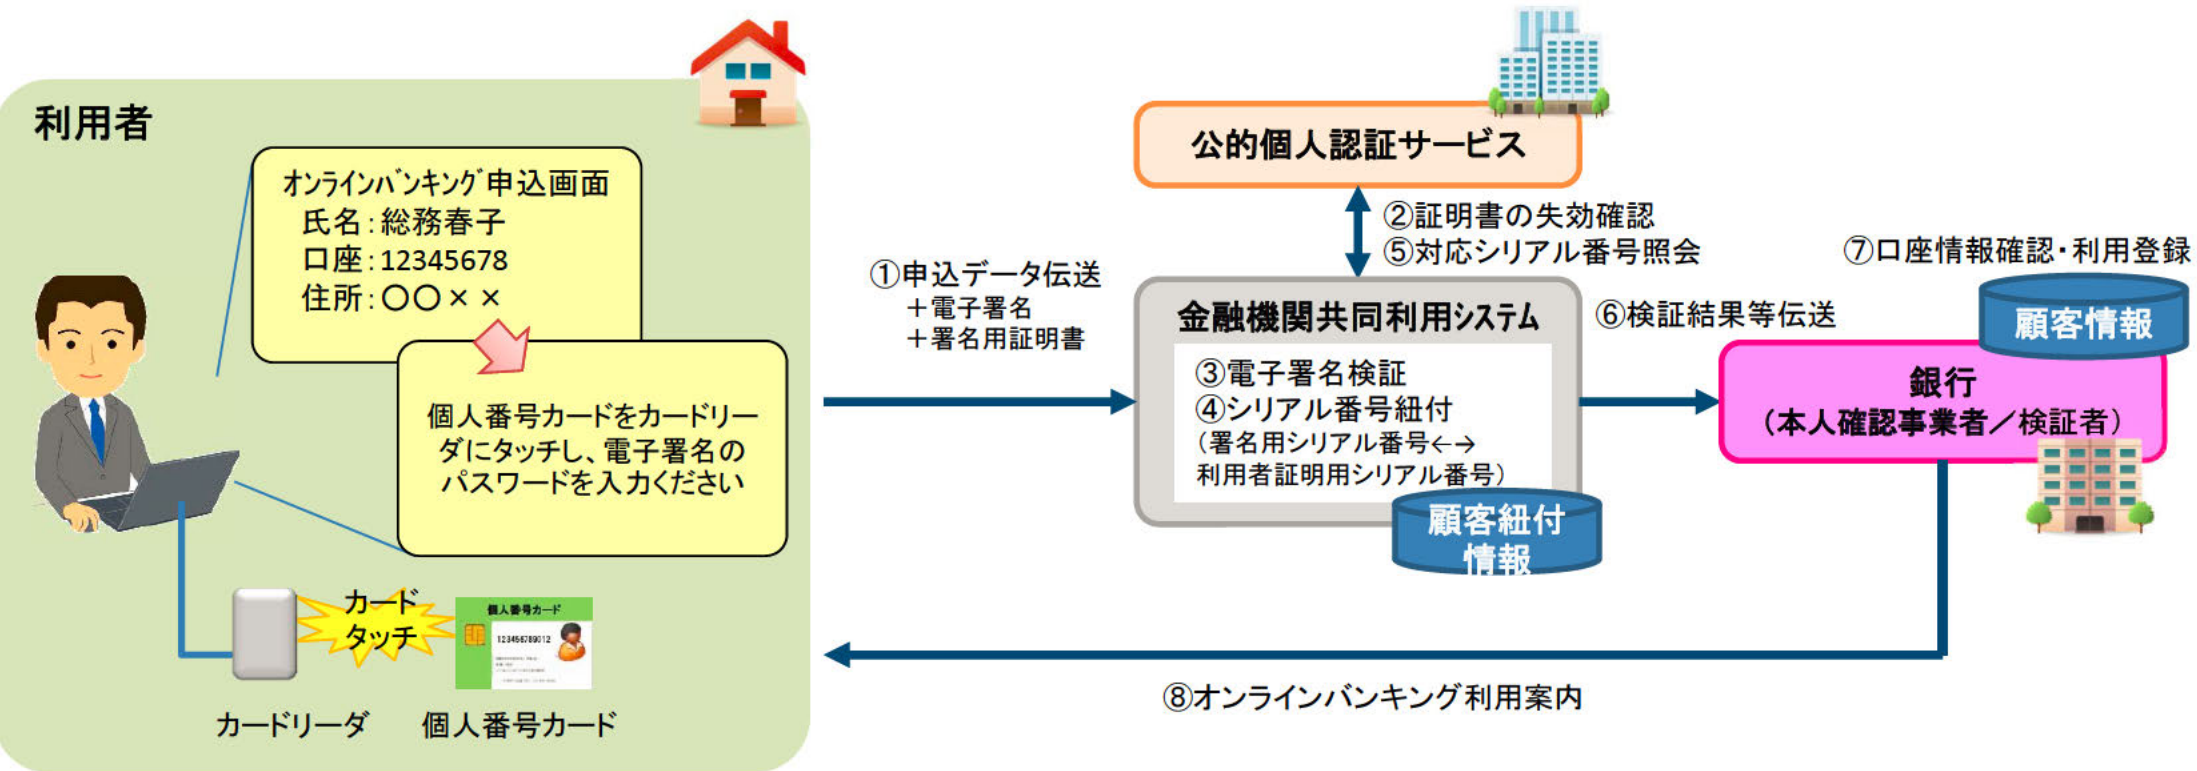 利用者
オンラインバンキング申込画面
氏名：総務春子
口座：12345678
住所：〇〇××
個人番号カードをカードリー
ダにタッチし、電子署名の
パスワードを入力ください
カード
タッチ
個人番号カード
123456789012
カードリーダ
個人番号カード
①申込データ伝送
＋電子署名
＋署名用証明書
公的個人認証サービス
②証明書の失効確認
⑤対応シリアル番号照会
金融機関共同利用システム
③電子署名検証
④シリアル番号紐付
（署名用シリアル番号←→
利用者証明用シリアル番号）
顧客紐付
情報
⑥検証結果等伝送
⑦口座情報確認・利用登録
顧客情報
銀行
（本人確認事業者／検証者）
⑧オンラインバンキング利用案内